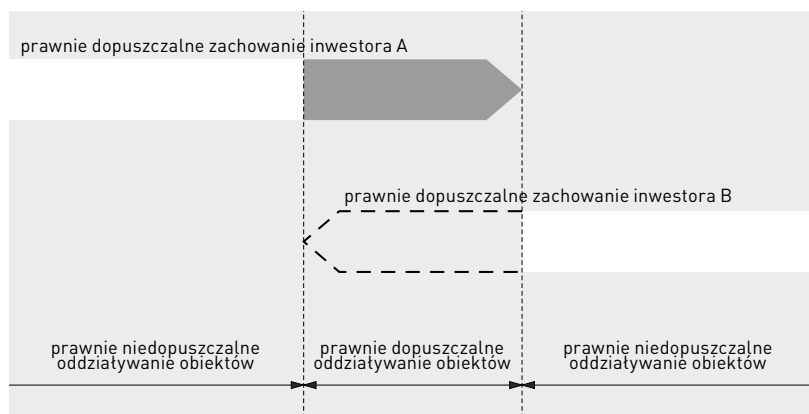 prawnie dopuszczalne zachowanie inwestora A
prawnie dopuszczalne zachowanie inwestora B
prawnie niedopuszczalne
oddziaływanie obiektów
prawnie dopuszczalne
oddziaływanie obiektów
prawnie niedopuszczalne
oddziaływanie obiektów